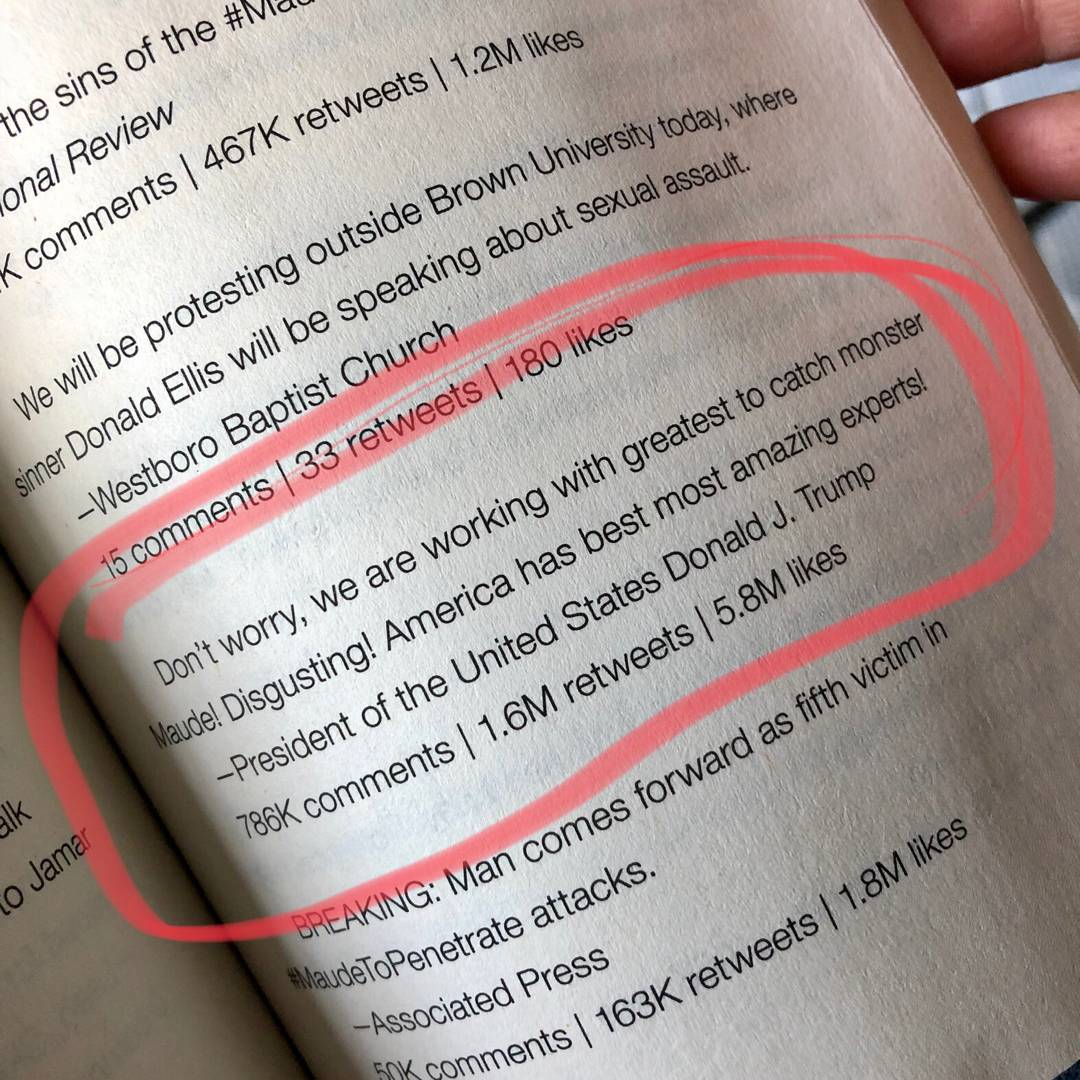 the sins of the #Mau
ional Review
K comments | 467K retweets | 1.2M likes
We will be protesting outside Brown University today, where
sinner Donald Ellis will be speaking about sexual assault.
–Westboro Baptist Church
15 comments | 33 retweets | 180 likes
Don't worry, we are working with greatest to catch monster
Maude! Disgusting! America has best most amazing experts!
–President of the United States Donald J. Trump
786K comments | 1.6M retweets | 5.8M likes
BREAKING: Man comes forward as fifth victim in
#MaudeToPenetrate attacks.
–Associated Press
50K comments | 163K retweets | 1.8M likes
alk
to Jamar